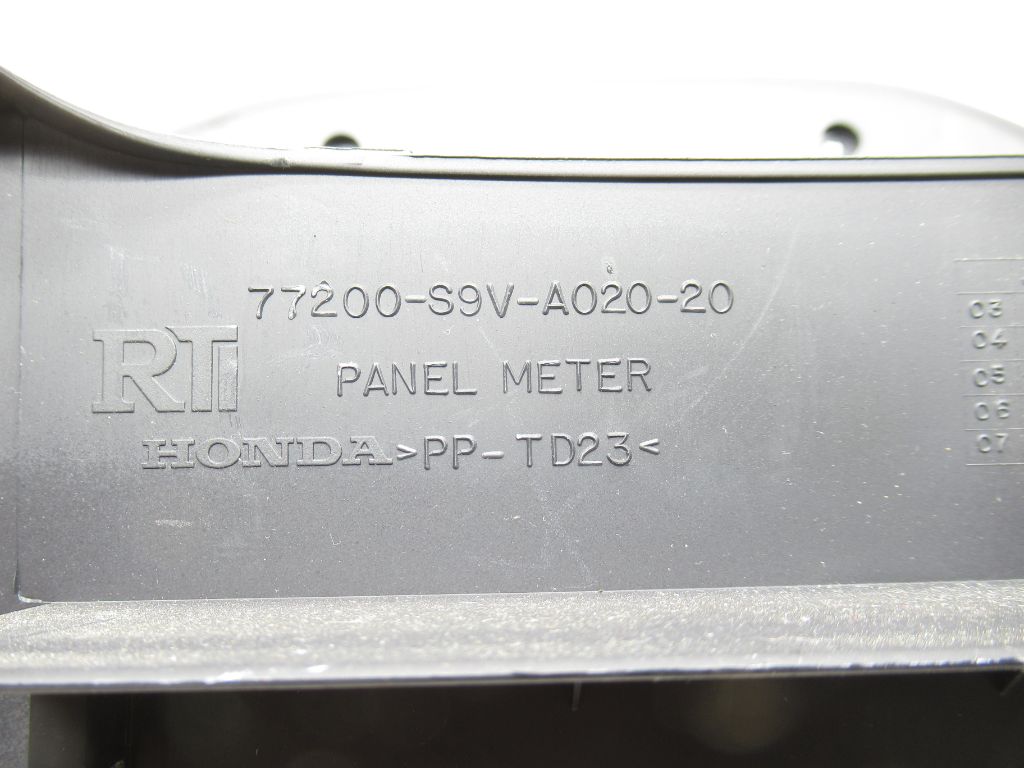 77200-S9V-A020-20
RTI
PANEL METER
HONDA >PP-TD23<
03
04
05
06
07